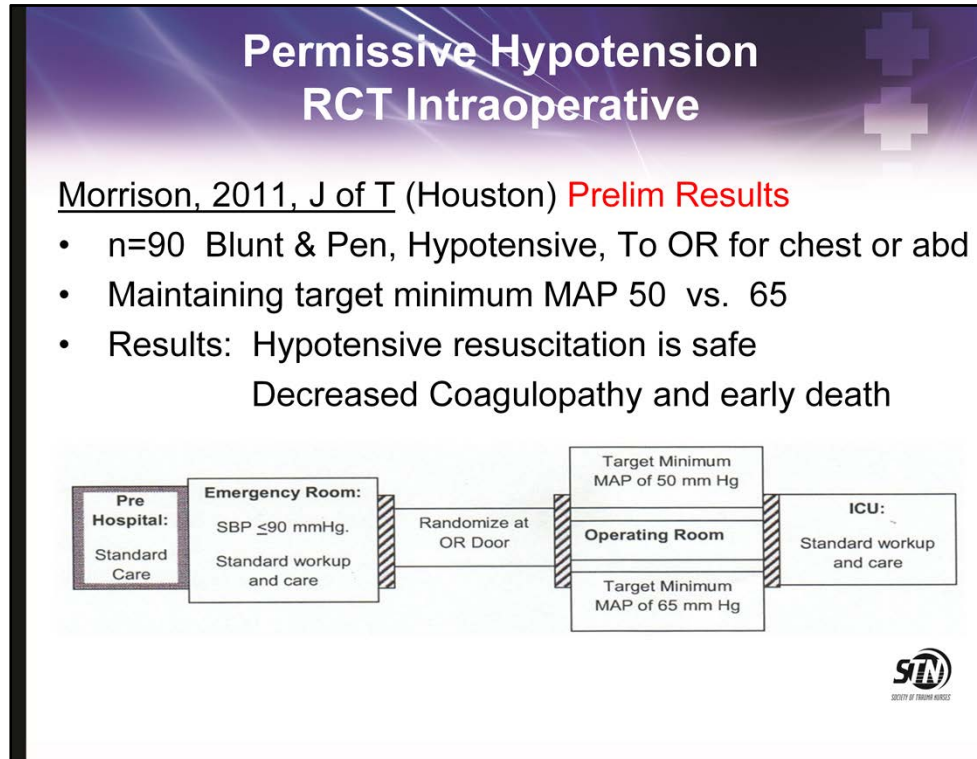 Permissive Hypotension
RCT Intraoperative
Morrison, 2011, J of T (Houston) Prelim Results
• n=90 Blunt & Pen, Hypotensive, To OR for chest or abd
• Maintaining target minimum MAP 50 vs. 65
• Results: Hypotensive resuscitation is safe
Decreased Coagulopathy and early death
Pre
Hospital:
Standard
Care
Emergency Room:
SBP ≤90 mmHg.
Standard workup
and care
Randomize at
OR Door
Target Minimum
MAP of 50 mm Hg
Operating Room
Target Minimum
MAP of 65 mm Hg
ICU:
Standard workup
and care
STN
SOCIETY OF TRAUMA NURSES